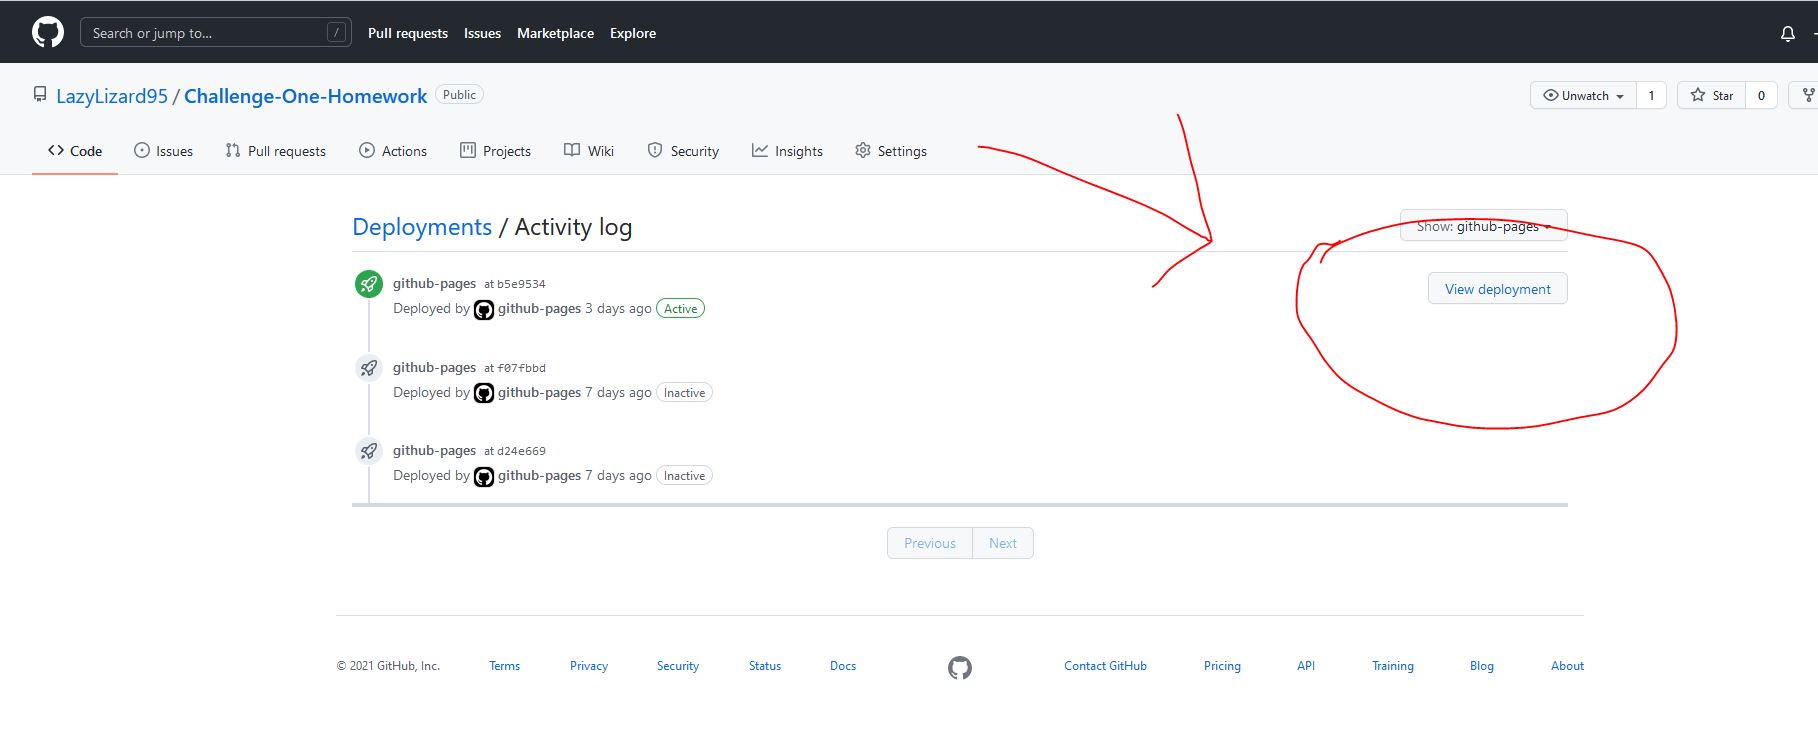 Search or jump to... / Pull requests Issues Marketplace Explore
LazyLizard95 / Challenge-One-Homework Public Unwatch 1 Star 0
Code Issues Pull requests Actions Projects Wiki Security Insights Settings
Deployments / Activity log Show: github-pages
github-pages at b5e9534 View deployment
Deployed by github-pages 3 days ago Active
github-pages at f07fbbd
Deployed by github-pages 7 days ago Inactive
github-pages at d24e669
Deployed by github-pages 7 days ago Inactive
Previous Next
© 2021 GitHub, Inc. Terms Privacy Security Status Docs Contact GitHub Pricing API Training Blog About